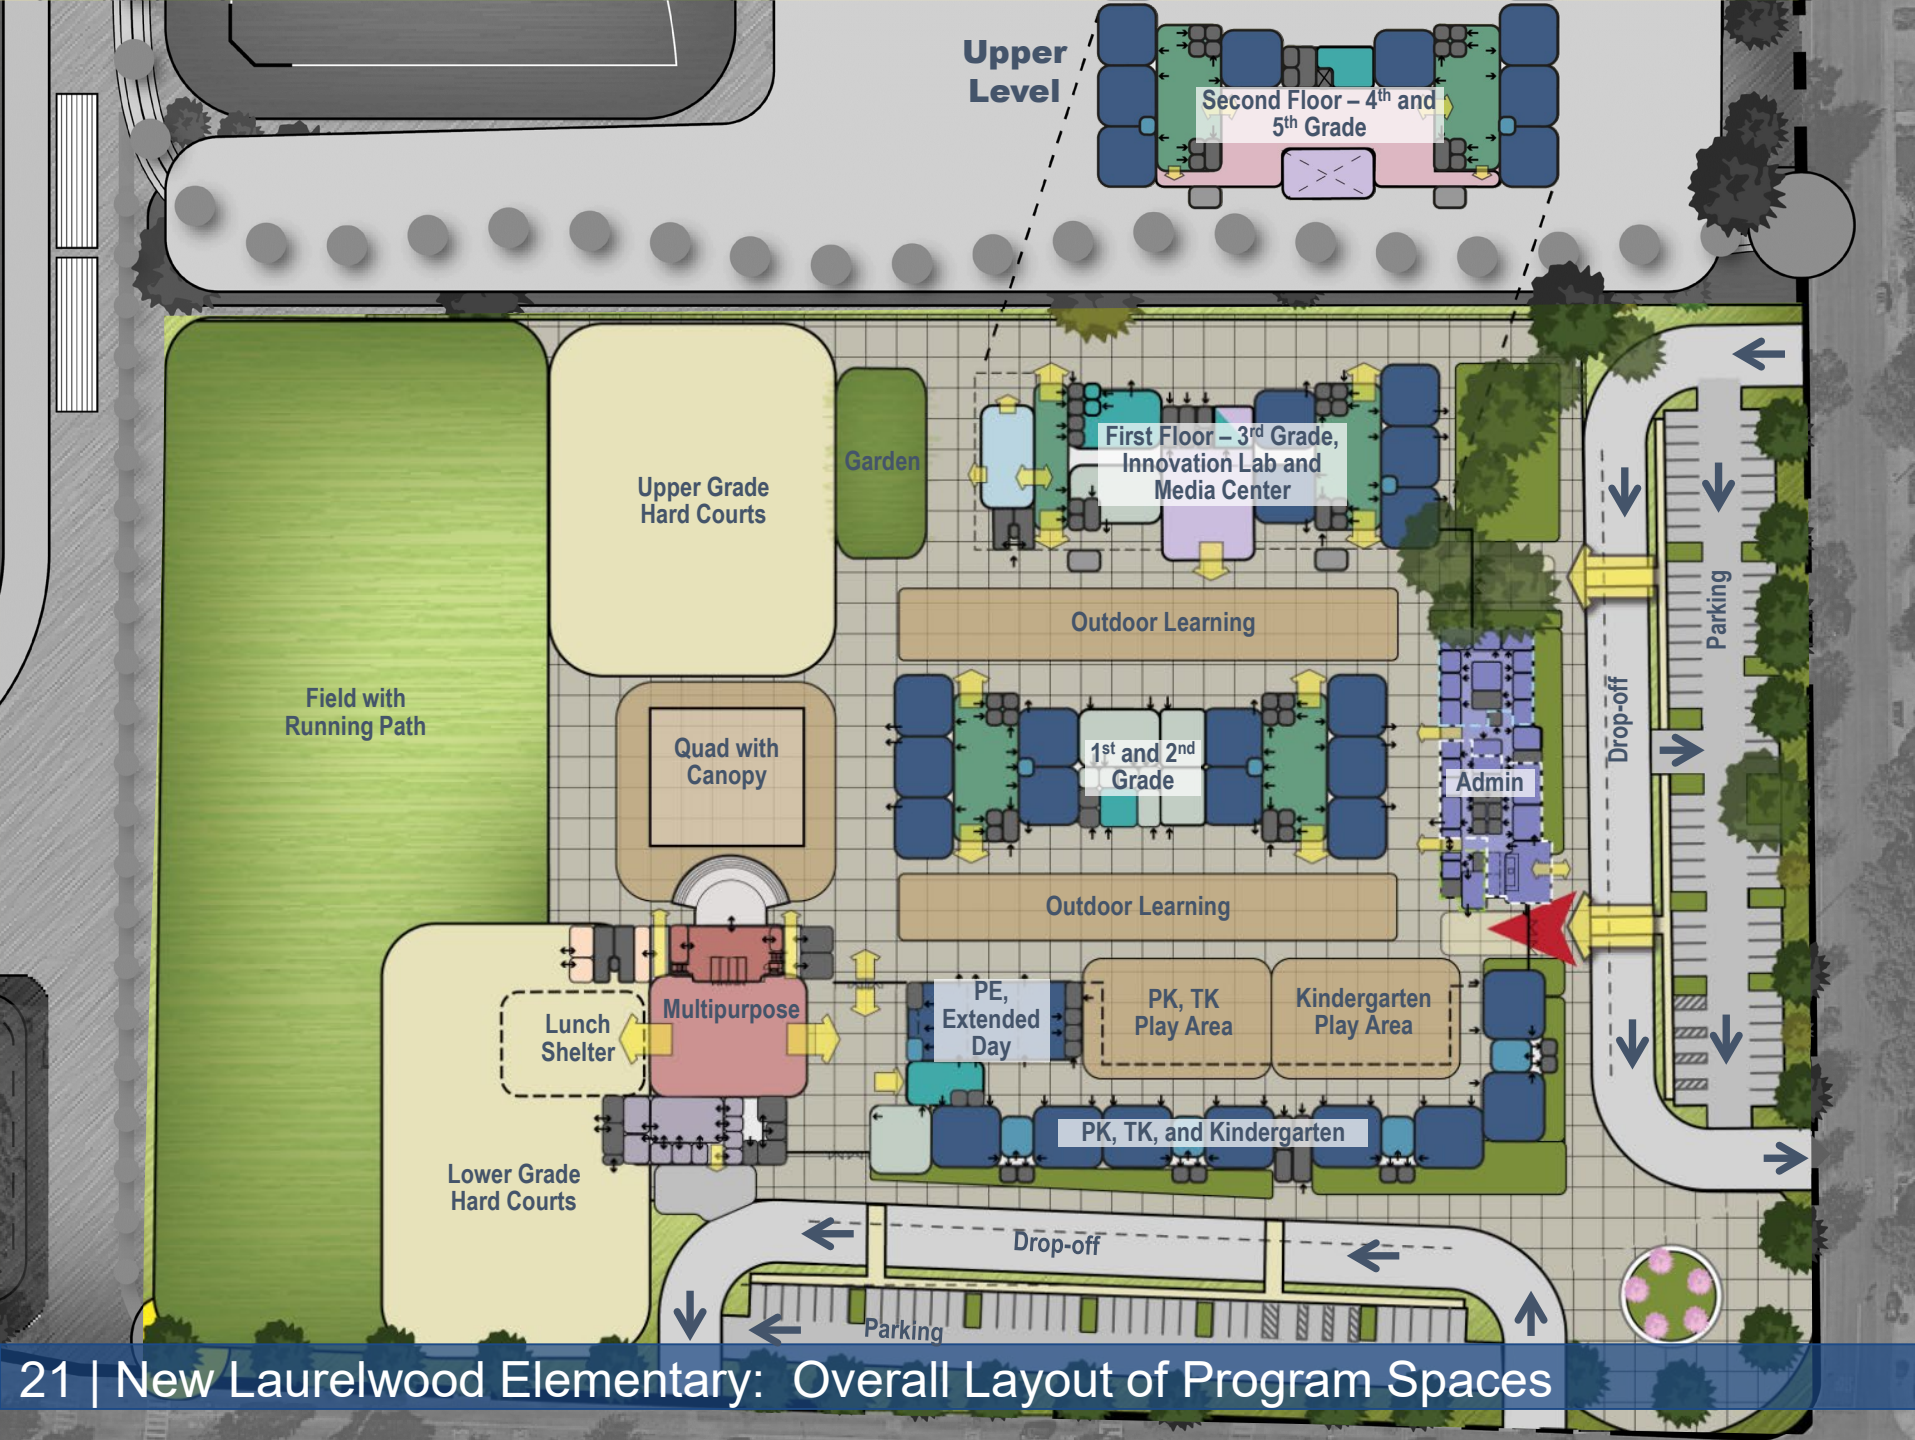 Upper
Level
Second Floor – 4th and
5th Grade
First Floor – 3rd Grade,
Innovation Lab and
Media Center
Garden
Upper Grade
Hard Courts
Outdoor Learning
Parking
Field with
Running Path
Quad with
Canopy
1st and 2nd
Grade
Admin
Drop-off
Outdoor Learning
Multipurpose
Lunch
Shelter
PE,
Extended
Day
PK, TK
Play Area
Kindergarten
Play Area
PK, TK, and Kindergarten
Lower Grade
Hard Courts
Drop-off
Parking
21 | New Laurelwood Elementary:  Overall Layout of Program Spaces